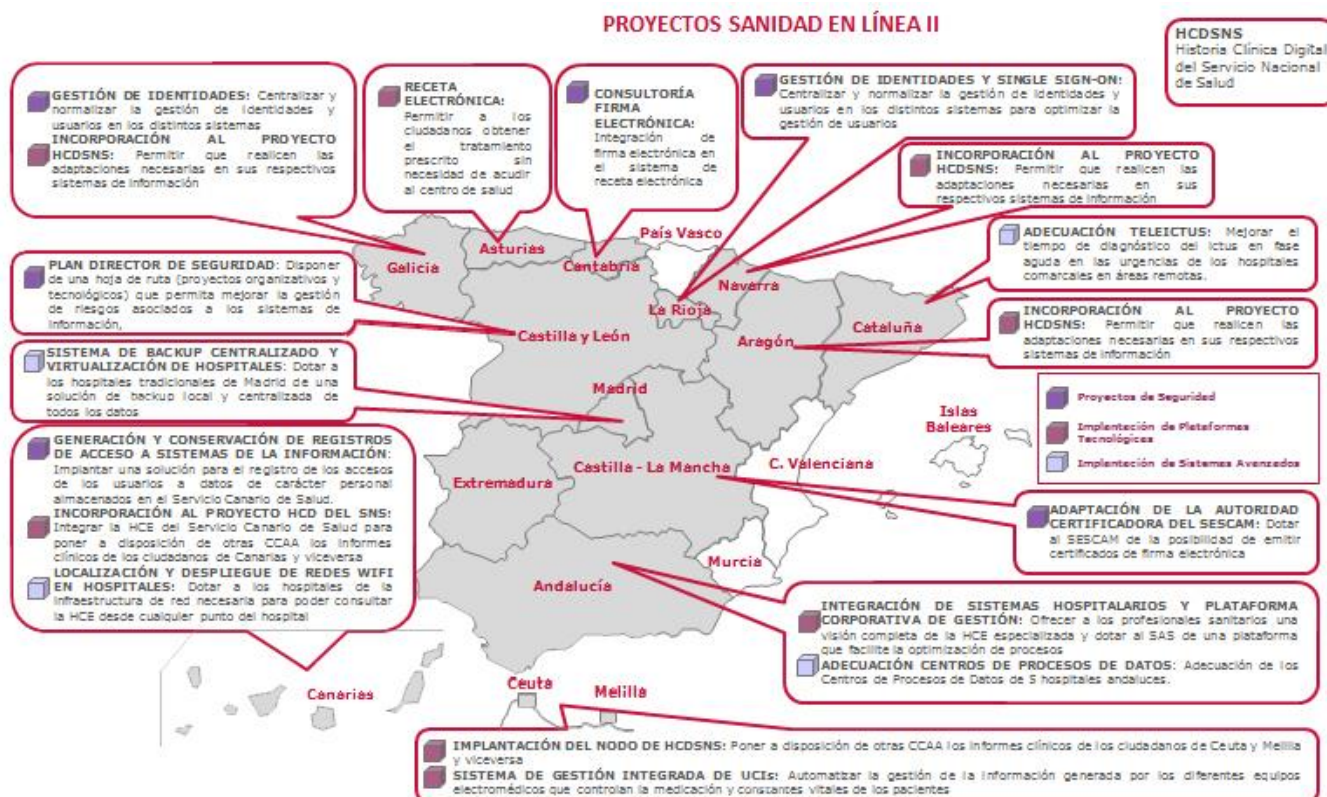 PROYECTOS SANIDAD EN LÍNEA II
HCDSNS
Historia Clínica Digital
del Servicio Nacional
de Salud
GESTIÓN DE IDENTIDADES: Centralizar y
normalizar la gestión de identidades y
usuarios en los distintos sistemas
INCORPORACIÓN AL PROYECTO
HCDSNS: Permitir que realicen las
adaptaciones necesarias en sus respectivos
sistemas de información
RECETA
ELECTRÓNICA:
Permitir a los
ciudadanos obtener
el tratamiento
prescrito sin
necesidad de acudir
al centro de salud
CONSULTORÍA
FIRMA
ELECTRÓNICA:
Integración de
firma electrónica en
el sistema de
receta electrónica
GESTIÓN DE IDENTIDADES Y SINGLE SIGN-ON:
Centralizar y normalizar la gestión de identidades y
usuarios en los distintos sistemas para optimizar la
gestión de usuarios
INCORPORACIÓN AL PROYECTO
HCDSNS: Permitir que realicen las
adaptaciones necesarias en sus
respectivos sistemas de información
ADECUACIÓN TELEICTUS: Mejorar el
tiempo de diagnóstico del ictus en fase
aguda en las urgencias de los hospitales
comarcales en áreas remotas.
INCORPORACIÓN AL PROYECTO
HCDSNS: Permitir que realicen las
adaptaciones necesarias en sus respectivos
sistemas de información
PLAN DIRECTOR DE SEGURIDAD: Disponer
de una hoja de ruta (proyectos organizativos y
tecnológicos) que permita mejorar la gestión
de riesgos asociados a los sistemas de
información,
SISTEMA DE BACKUP CENTRALIZADO Y
VIRTUALIZACIÓN DE HOSPITALES: Dotar a
los hospitales tradicionales de Madrid de una
solución de backup local y centralizada de
todos los datos
GENERACIÓN Y CONSERVACIÓN DE REGISTROS
DE ACCESO A SISTEMAS DE LA INFORMACIÓN:
Implantar una solución para el registro de los accesos
de los usuarios a datos de carácter personal
almacenados en el Servicio Canario de Salud.
INCORPORACIÓN AL PROYECTO HCD DEL SNS:
Integrar la HCE del Servicio Canario de Salud para
poner a disposición de otras CCAA los informes
clínicos de los ciudadanos de Canarias y viceversa
LOCALIZACIÓN Y DESPLIEGUE DE REDES WIFI
EN HOSPITALES: Dotar a los hospitales de la
infraestructura de red necesaria para poder consultar
la HCE desde cualquier punto del hospital
País Vasco
Asturias
Cantabria
Galicia
Navarra
La Rioja
Castilla y León
Aragón
Cataluña
Madrid
Islas
Baleares
Castilla - La Mancha
C. Valenciana
Extremadura
Murcia
Andalucía
Canarias
Ceuta
Melilla
Proyectos de Seguridad
Implantación de Plataformas
Tecnológicas
Implentación de Sistemas Avanzados
ADAPTACIÓN DE LA AUTORIDAD
CERTIFICADORA DEL SESCAM: Dotar
al SESCAM de la posibilidad de emitir
certificados de firma electrónica
INTEGRACIÓN DE SISTEMAS HOSPITALARIOS Y PLATAFORMA
CORPORATIVA DE GESTIÓN: Ofrecer a los profesionales sanitarios una
visión completa de la HCE especializada y dotar al SAS de una plataforma
que facilite la optimización de procesos
ADECUACIÓN CENTROS DE PROCESOS DE DATOS: Adecuación de los
Centros de Procesos de Datos de 5 hospitales andaluces.
IMPLANTACIÓN DEL NODO DE HCDSNS: Poner a disposición de otras CCAA los informes clínicos de los ciudadanos de Ceuta y Melilla
y viceversa
SISTEMA DE GESTIÓN INTEGRADA DE UCIs: Automatizar la gestión de la información generada por los diferentes equipos
electromédicos que controlan la medicación y constantes vitales de los pacientes